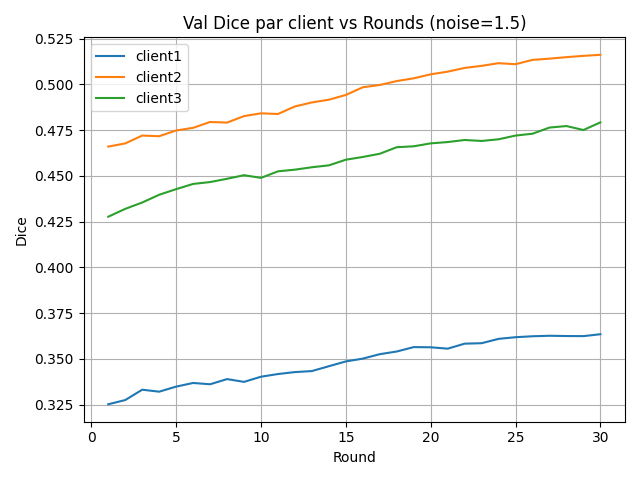 Val Dice par client vs Rounds (noise=1.5)
client1
client2
client3
0.525
0.500
0.475
0.450
0.425
0.400
0.375
0.350
0.325
Dice
0 5 10 15 20 25 30
Round